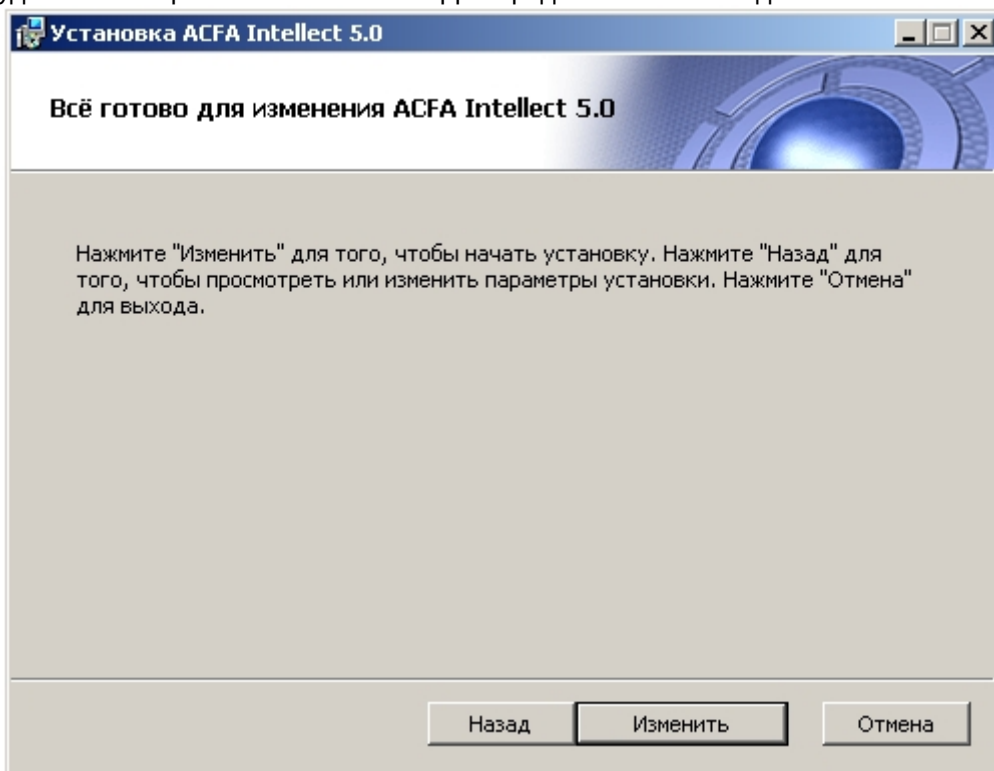 Установка ACFA Intellect 5.0
Всё готово для изменения ACFA Intellect 5.0
Нажмите "Изменить" для того, чтобы начать установку. Нажмите "Назад" для
того, чтобы просмотреть или изменить параметры установки. Нажмите "Отмена"
для выхода.
Назад
Изменить
Отмена